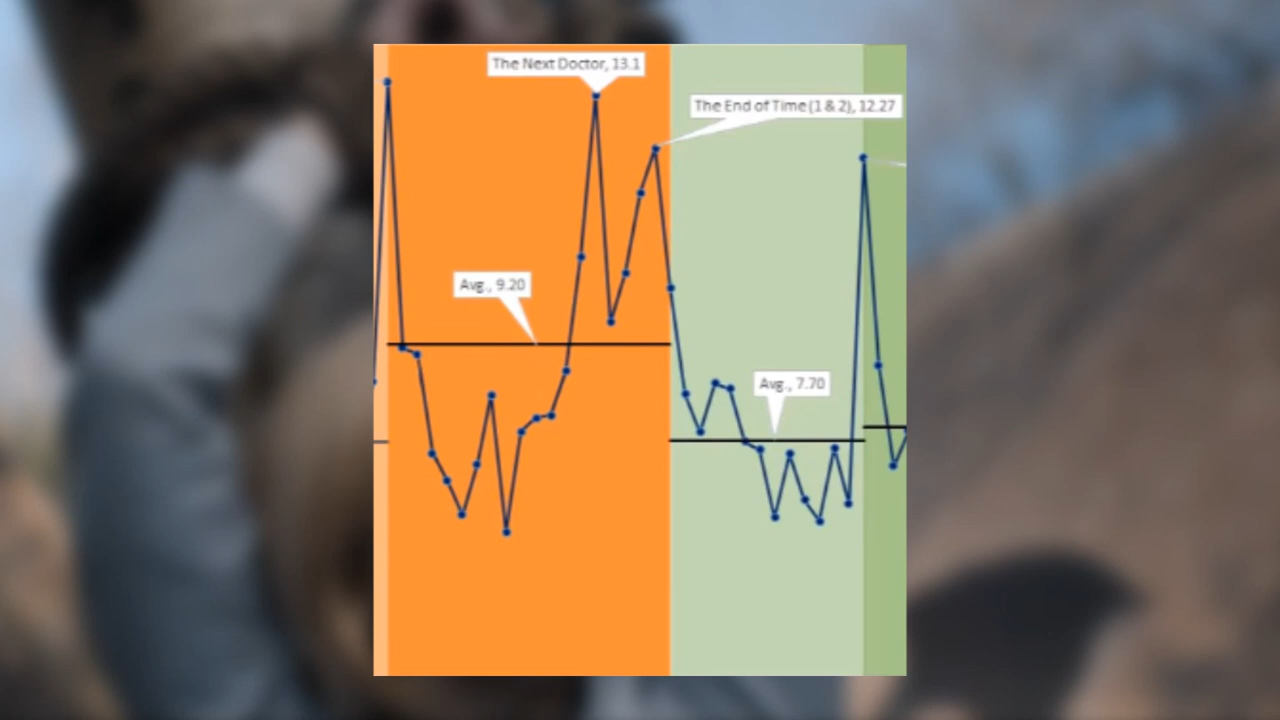 The Next Doctor, 13.1
The End of Time (1 & 2), 12.27
Avg., 9.20
Avg., 7.70